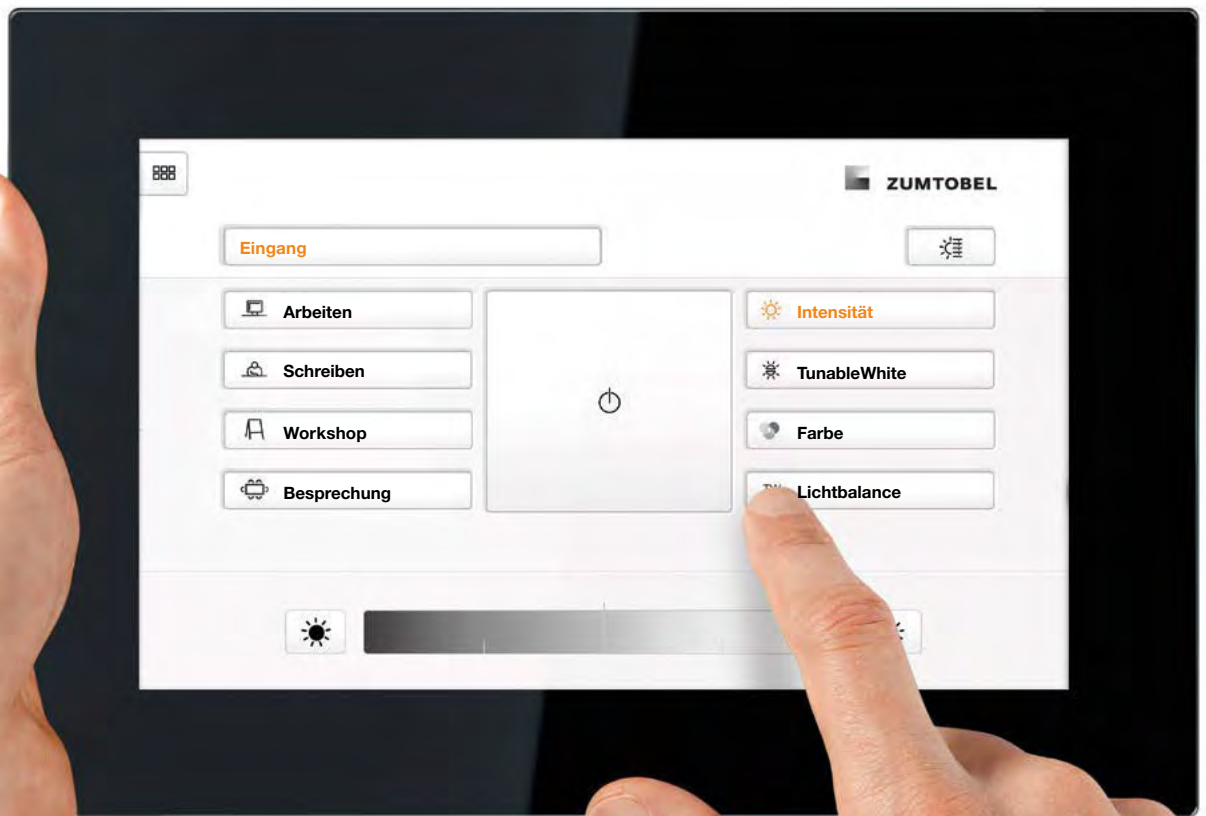 ZUMTOBEL
Eingang
Arbeiten
Intensität
Schreiben
TunableWhite
Workshop
Farbe
Besprechung
Lichtbalance